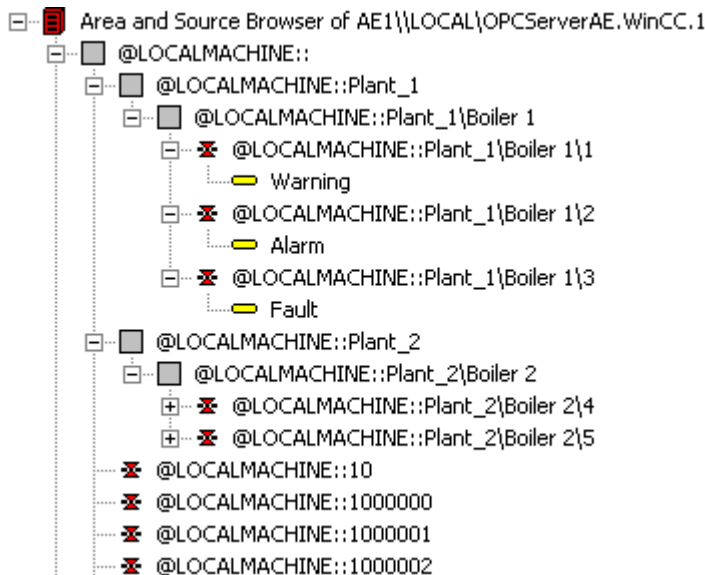 Area and Source Browser of AE1\\LOCAL\OPCServerAE.WinCC.1
@LOCALMACHINE::
@LOCALMACHINE::Plant_1
@LOCALMACHINE::Plant_1\Boiler 1
@LOCALMACHINE::Plant_1\Boiler 1\1
Warning
@LOCALMACHINE::Plant_1\Boiler 1\2
Alarm
@LOCALMACHINE::Plant_1\Boiler 1\3
Fault
@LOCALMACHINE::Plant_2
@LOCALMACHINE::Plant_2\Boiler 2
@LOCALMACHINE::Plant_2\Boiler 2\4
@LOCALMACHINE::Plant_2\Boiler 2\5
@LOCALMACHINE::10
@LOCALMACHINE::1000000
@LOCALMACHINE::1000001
@LOCALMACHINE::1000002